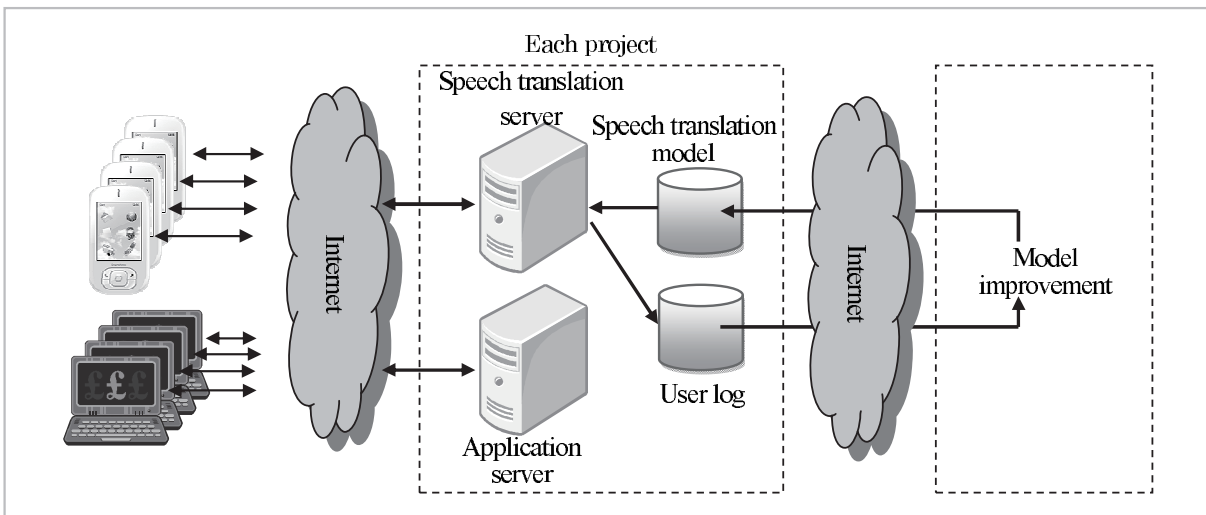 Each project
Speech translation
server
Speech translation
model
Internet
Internet
Model
improvement
User log
Application
server
£ £ £